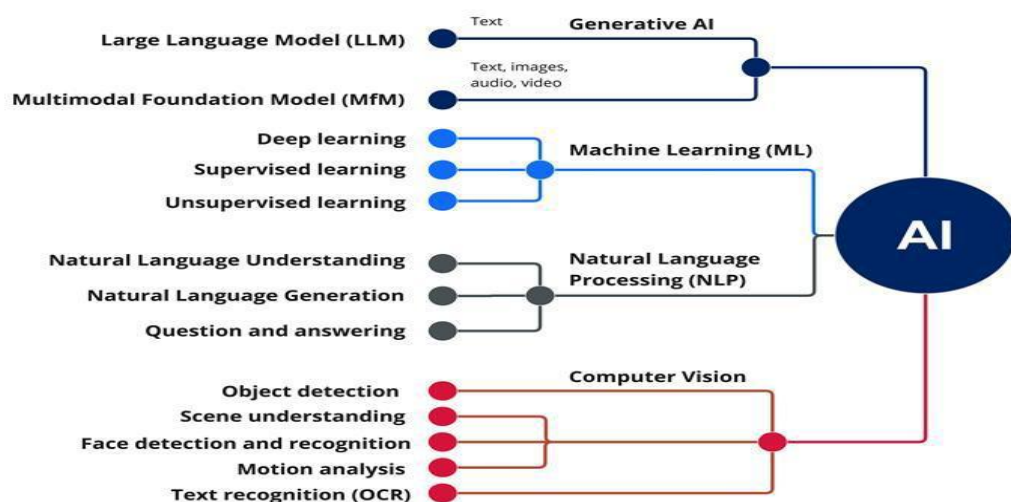 Text
Generative AI
Large Language Model (LLM)
Text, images,
audio, video
Multimodal Foundation Model (MfM)
Deep learning
Machine Learning (ML)
Supervised learning
Unsupervised learning
AI
Natural Language Understanding
Natural Language
Processing (NLP)
Natural Language Generation
Question and answering
Computer Vision
Object detection
Scene understanding
Face detection and recognition
Motion analysis
Text recognition (OCR)